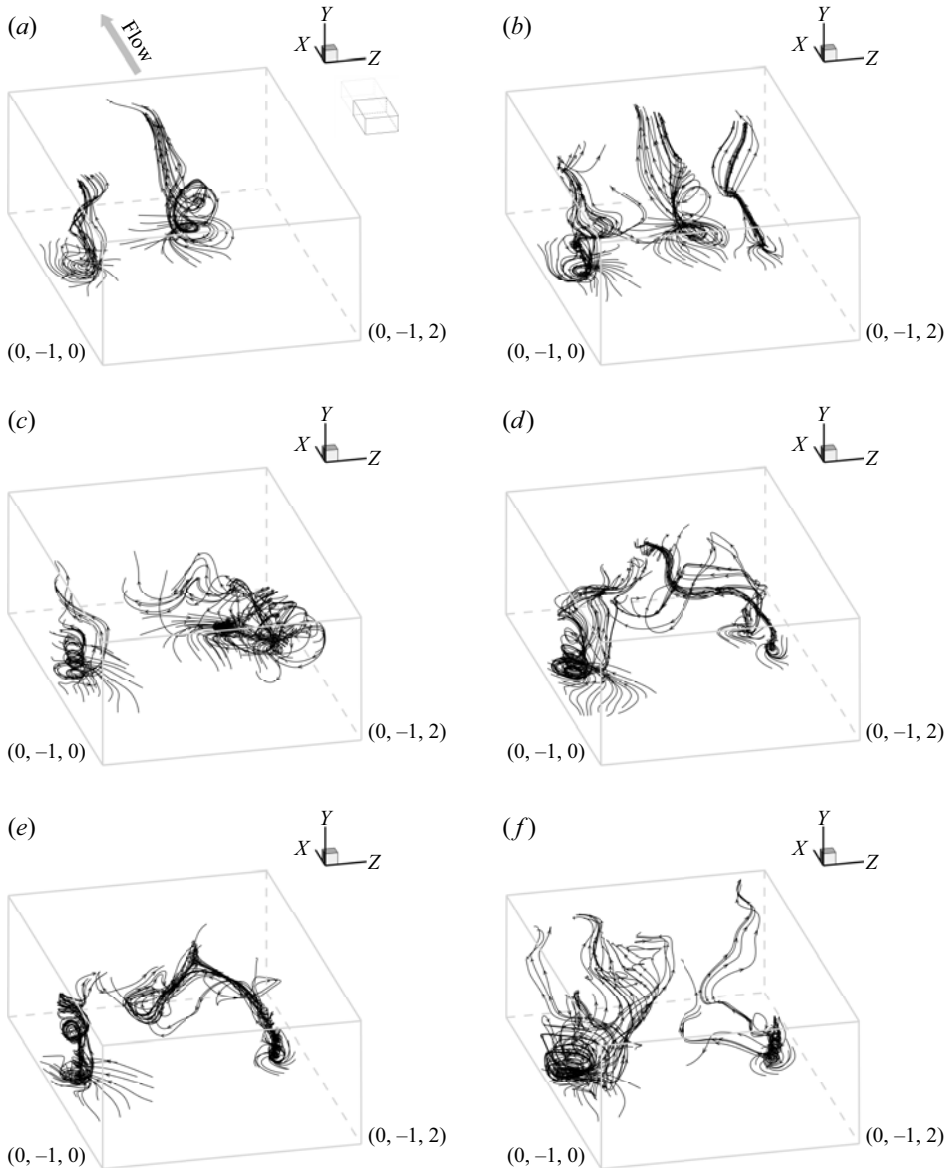 (a)
Flow
Y
X
Z
(0, –1, 0)
(0, –1, 2)
(b)
Y
X
Z
(0, –1, 0)
(0, –1, 2)
(c)
Y
X
Z
(0, –1, 0)
(0, –1, 2)
(d)
Y
X
Z
(0, –1, 0)
(0, –1, 2)
(e)
Y
X
Z
(0, –1, 0)
(0, –1, 2)
(f)
Y
X
Z
(0, –1, 0)
(0, –1, 2)